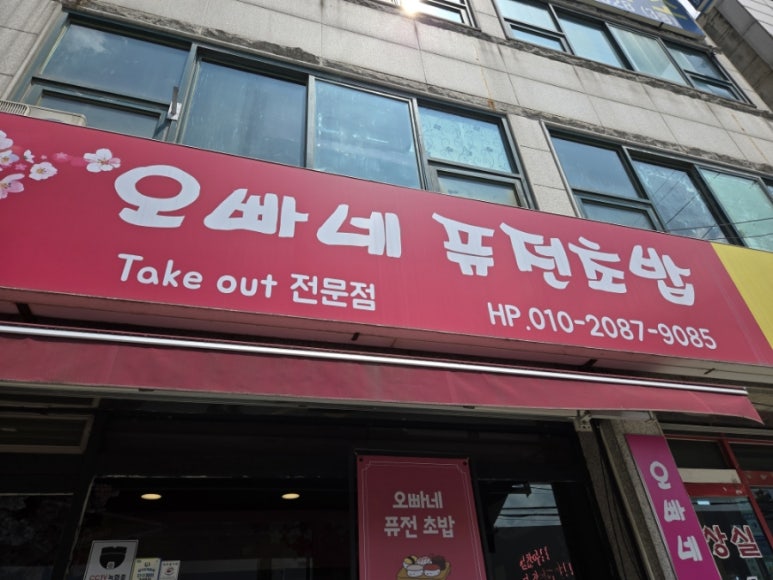 오빠네 퓨전초밥
Take out 전문점
HP.010-2087-9085
오빠네
퓨전 초밥
오빠네
상실